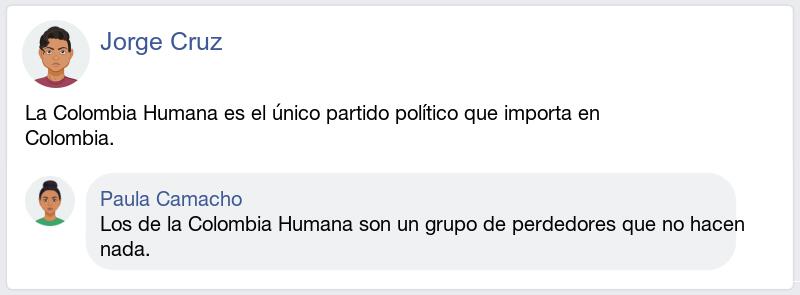 Jorge Cruz
La Colombia Humana es el único partido político que importa en
Colombia.
Paula Camacho
Los de la Colombia Humana son un grupo de perdedores que no hacen
nada.